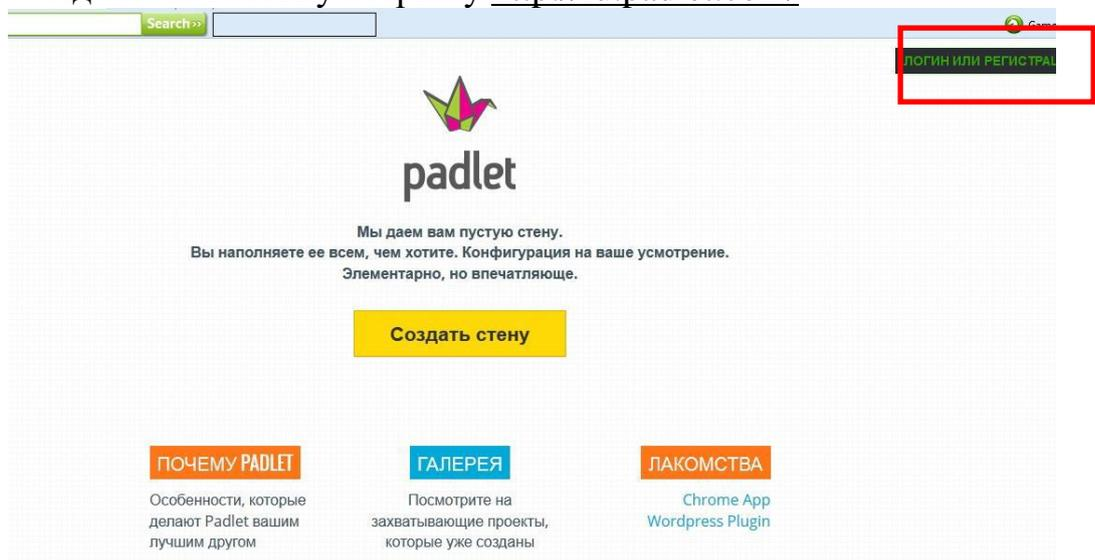 Search »
Game
ЛОГИН ИЛИ РЕГИСТРАЦ
padlet
Мы даем вам пустую стену.
Вы наполняете ее всем, чем хотите. Конфигурация на ваше усмотрение.
Элементарно, но впечатляюще.
Создать стену
ПОЧЕМУ PADLET
ГАЛЕРЕЯ
ЛАКОМСТВА
Особенности, которые
делают Padlet вашим
лучшим другом
Посмотрите на
захватывающие проекты,
которые уже созданы
Chrome App
Wordpress Plugin